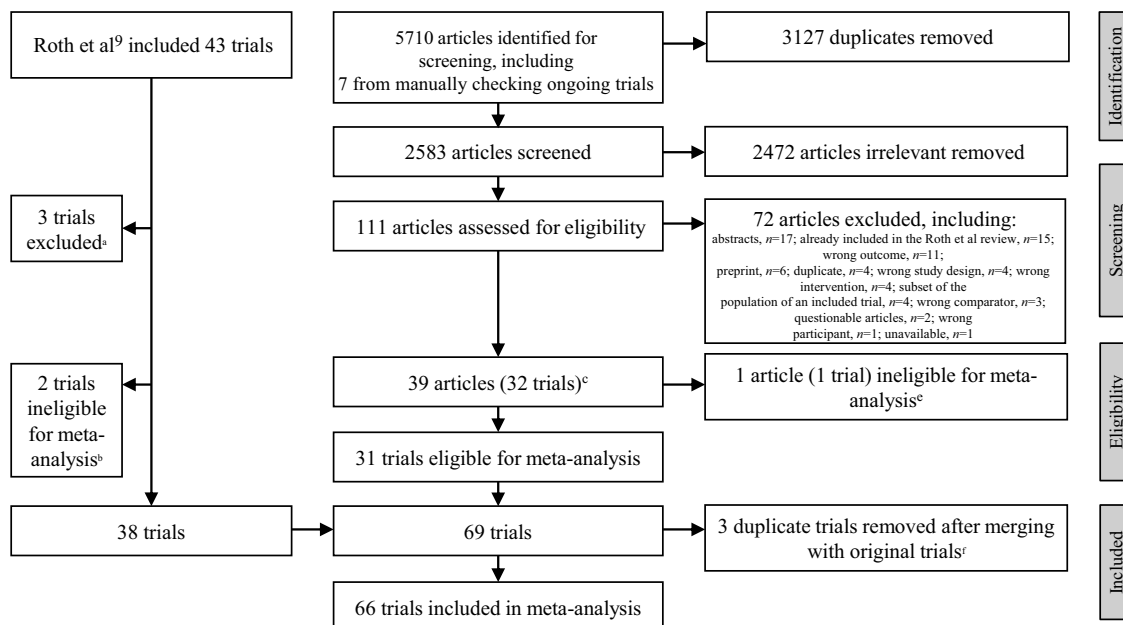 Roth et al9 included 43 trials
5710 articles identified for
screening, including
7 from manually checking ongoing trials
3127 duplicates removed
Identification
2583 articles screened
2472 articles irrelevant removed
3 trials
excludedᵃ
111 articles assessed for eligibility
72 articles excluded, including:
abstracts, n=17; already included in the Roth et al review, n=15;
wrong outcome, n=11;
preprint, n=6; duplicate, n=4; wrong study design, n=4; wrong
intervention, n=4; subset of the
population of an included trial, n=4; wrong comparator, n=3;
questionable articles, n=2; wrong
participant, n=1; unavailable, n=1
Screening
2 trials
ineligible
for meta-
analysisᵇ
39 articles (32 trials)ᶜ
1 article (1 trial) ineligible for meta-
analysisᵉ
Eligibility
31 trials eligible for meta-analysis
38 trials
69 trials
3 duplicate trials removed after merging
with original trialsᶠ
Included
66 trials included in meta-analysis